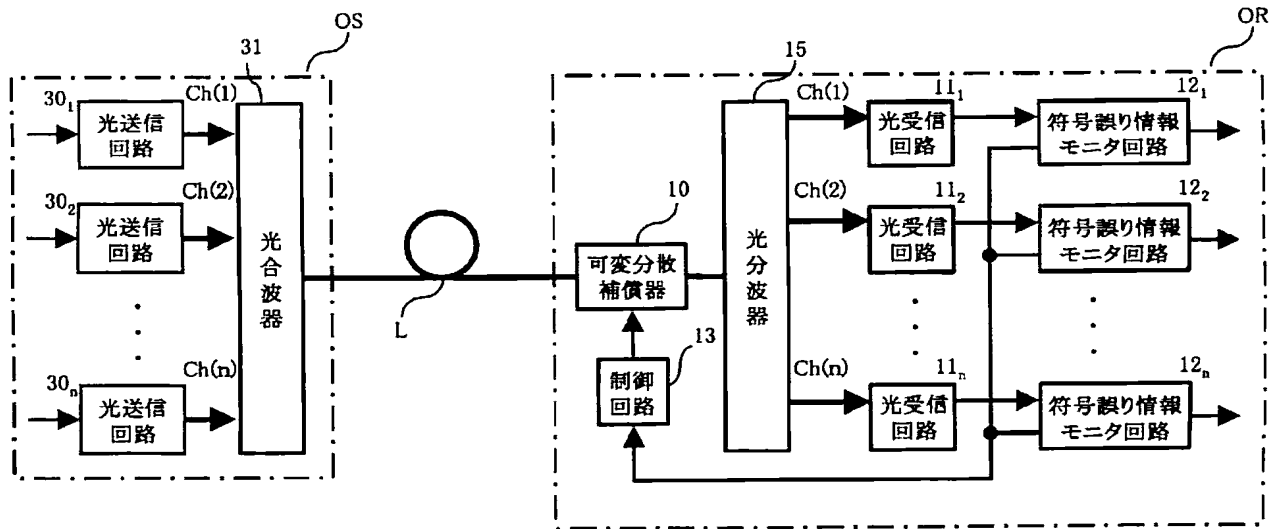 OS
31
30₁
光送信
回路
Ch(1)
30₂
光送信
回路
Ch(2)
30ₙ
光送信
回路
Ch(n)
光合波器
L
OR
10
可変分散
補償器
13
制御
回路
15
光分波器
Ch(1)
11₁
光受信
回路
12₁
符号誤り情報
モニタ回路
Ch(2)
11₂
光受信
回路
12₂
符号誤り情報
モニタ回路
Ch(n)
11ₙ
光受信
回路
12ₙ
符号誤り情報
モニタ回路